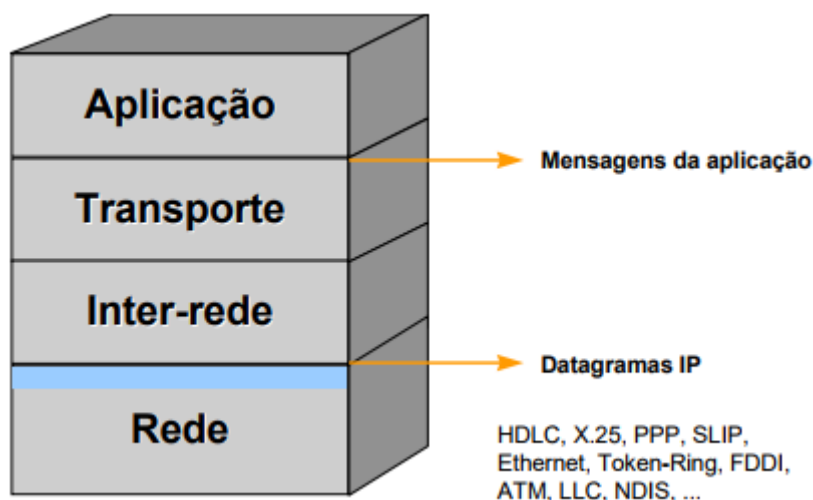 Aplicação
Mensagens da aplicação
Transporte
Inter-rede
Datagramas IP
Rede
HDLC, X.25, PPP, SLIP,
Ethernet, Token-Ring, FDDI,
ATM, LLC, NDIS, ...